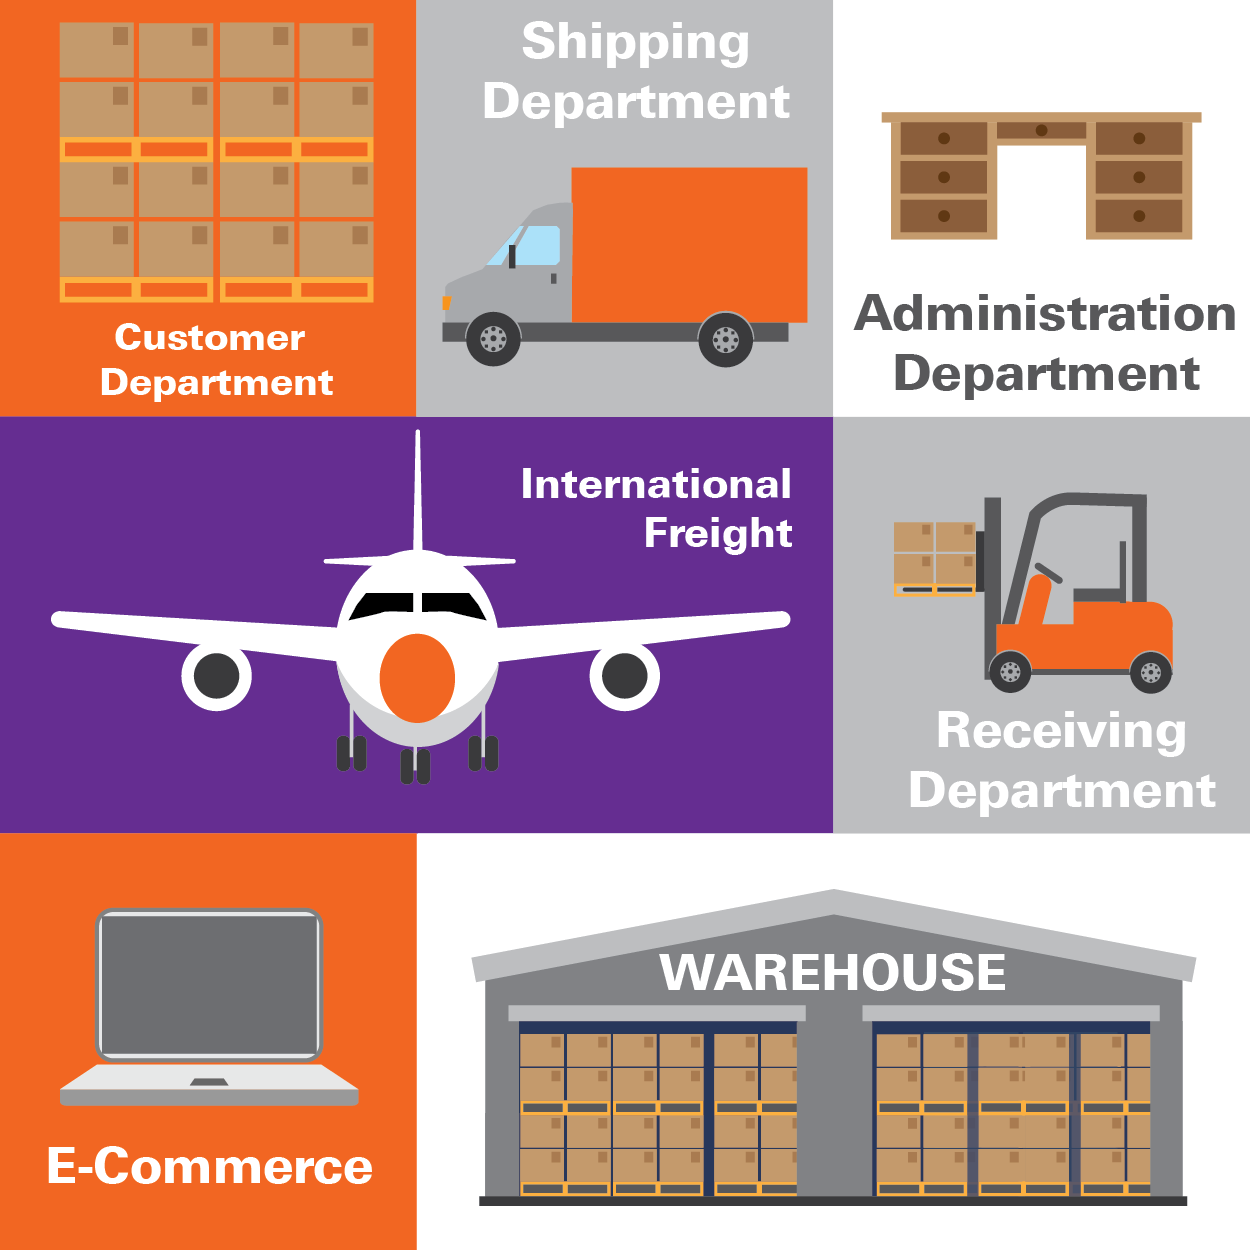 Customer
Department
Shipping
Department
Administration
Department
International
Freight
Receiving
Department
E-Commerce
WAREHOUSE